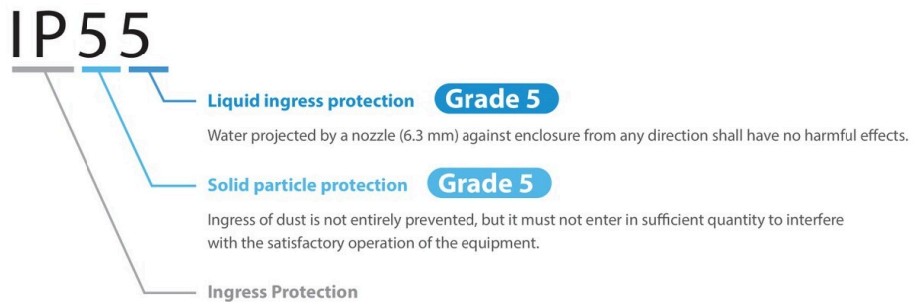 IP55
Liquid ingress protection Grade 5
Water projected by a nozzle (6.3 mm) against enclosure from any direction shall have no harmful effects.
Solid particle protection Grade 5
Ingress of dust is not entirely prevented, but it must not enter in sufficient quantity to interfere
with the satisfactory operation of the equipment.
Ingress Protection